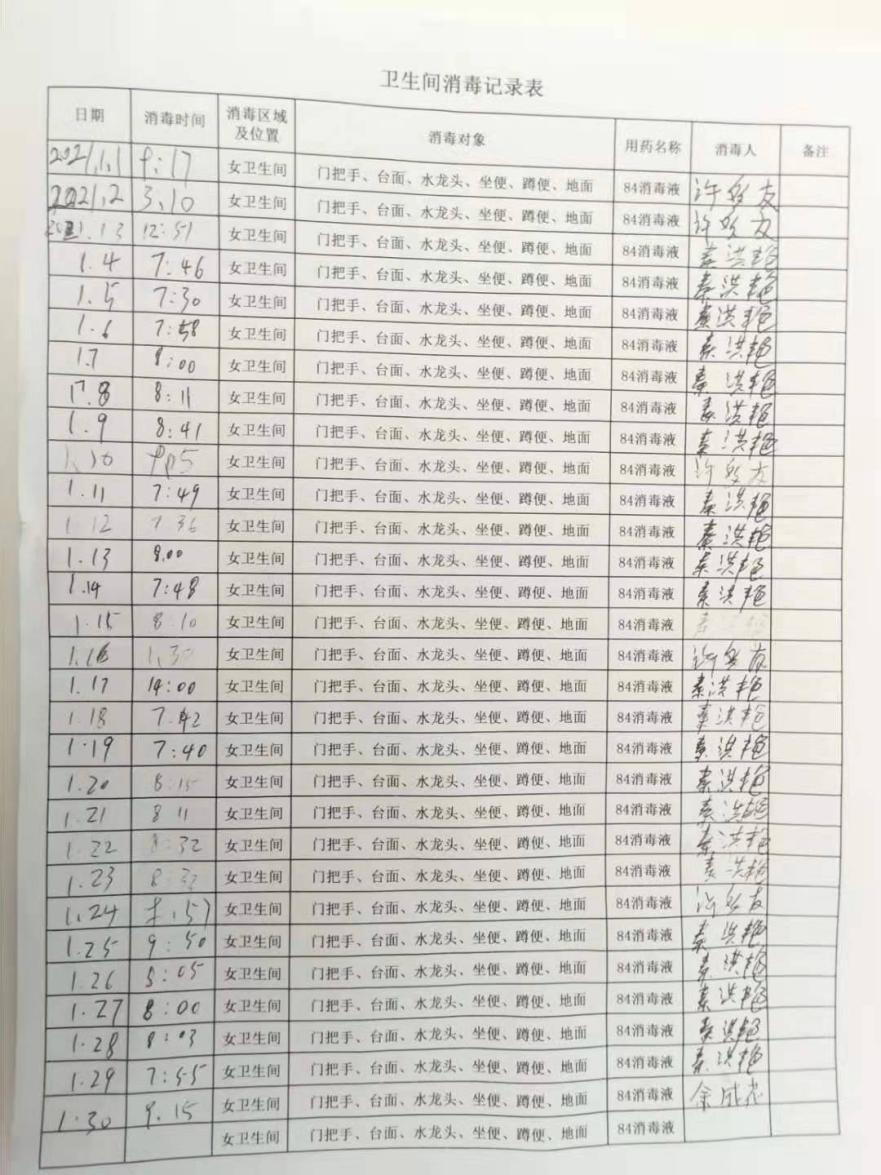 卫生间消毒记录表
日期 消毒时间 消毒区域及位置 消毒对象 用药名称 消毒人 备注
2021.1.1 9:17 女卫生间 门把手、台面、水龙头、坐便、蹲便、地面 84消毒液
2021.2 3.10 女卫生间 门把手、台面、水龙头、坐便、蹲便、地面 84消毒液
2021.1.3 12:51 女卫生间 门把手、台面、水龙头、坐便、蹲便、地面 84消毒液 秦洪艳
1.4 7:46 女卫生间 门把手、台面、水龙头、坐便、蹲便、地面 84消毒液 秦洪艳
1.5 7:30 女卫生间 门把手、台面、水龙头、坐便、蹲便、地面 84消毒液 秦洪艳
1.6 7:58 女卫生间 门把手、台面、水龙头、坐便、蹲便、地面 84消毒液 秦洪艳
1.7 8:00 女卫生间 门把手、台面、水龙头、坐便、蹲便、地面 84消毒液 秦洪艳
1.8 8:11 女卫生间 门把手、台面、水龙头、坐便、蹲便、地面 84消毒液 秦洪艳
1.9 8:41 女卫生间 门把手、台面、水龙头、坐便、蹲便、地面 84消毒液 秦洪艳
1.10 女卫生间 门把手、台面、水龙头、坐便、蹲便、地面 84消毒液
1.11 7:49 女卫生间 门把手、台面、水龙头、坐便、蹲便、地面 84消毒液 秦洪艳
1.12 7 36 女卫生间 门把手、台面、水龙头、坐便、蹲便、地面 84消毒液 秦洪艳
1.13 8.00 女卫生间 门把手、台面、水龙头、坐便、蹲便、地面 84消毒液 秦洪艳
1.14 7:48 女卫生间 门把手、台面、水龙头、坐便、蹲便、地面 84消毒液 秦洪艳
1.15 8 10 女卫生间 门把手、台面、水龙头、坐便、蹲便、地面 84消毒液
1.16 1.30 女卫生间 门把手、台面、水龙头、坐便、蹲便、地面 84消毒液
1.17 14:00 女卫生间 门把手、台面、水龙头、坐便、蹲便、地面 84消毒液 秦洪艳
1.18 7.42 女卫生间 门把手、台面、水龙头、坐便、蹲便、地面 84消毒液 秦洪艳
1.19 7:40 女卫生间 门把手、台面、水龙头、坐便、蹲便、地面 84消毒液 秦洪艳
1.20 8:15 女卫生间 门把手、台面、水龙头、坐便、蹲便、地面 84消毒液 秦洪艳
1.21 8 11 女卫生间 门把手、台面、水龙头、坐便、蹲便、地面 84消毒液 秦洪艳
1.22 8:32 女卫生间 门把手、台面、水龙头、坐便、蹲便、地面 84消毒液 秦洪艳
1.23 8 32 女卫生间 门把手、台面、水龙头、坐便、蹲便、地面 84消毒液 秦洪艳
1.24 女卫生间 门把手、台面、水龙头、坐便、蹲便、地面 84消毒液
1.25 9:50 女卫生间 门把手、台面、水龙头、坐便、蹲便、地面 84消毒液 秦洪艳
1.26 8:05 女卫生间 门把手、台面、水龙头、坐便、蹲便、地面 84消毒液 秦洪艳
1.27 8:00 女卫生间 门把手、台面、水龙头、坐便、蹲便、地面 84消毒液 秦洪艳
1.28 8:03 女卫生间 门把手、台面、水龙头、坐便、蹲便、地面 84消毒液 秦洪艳
1.29 7:55 女卫生间 门把手、台面、水龙头、坐便、蹲便、地面 84消毒液 秦洪艳
1.30 9.15 女卫生间 门把手、台面、水龙头、坐便、蹲便、地面 84消毒液
女卫生间 门把手、台面、水龙头、坐便、蹲便、地面 84消毒液